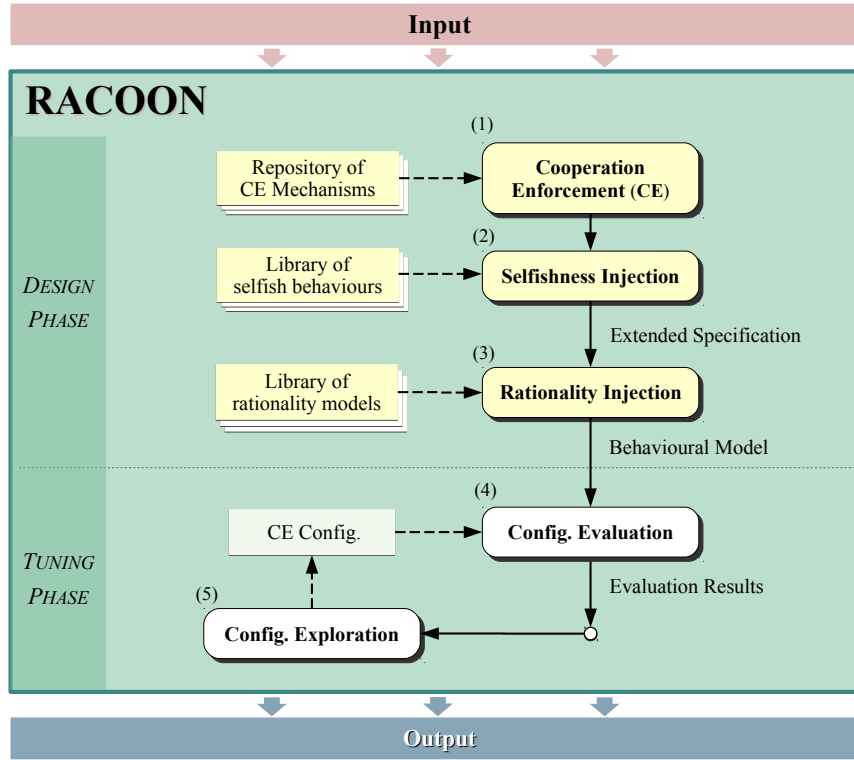 Input
RACOON
(1)
Repository of
CE Mechanisms
Cooperation
Enforcement (CE)
(2)
Library of
selfish behaviours
Selfishness Injection
DESIGN
PHASE
Extended Specification
(3)
Library of
rationality models
Rationality Injection
Behavioural Model
(4)
CE Config.
Config. Evaluation
TUNING
PHASE
Evaluation Results
(5)
Config. Exploration
Output